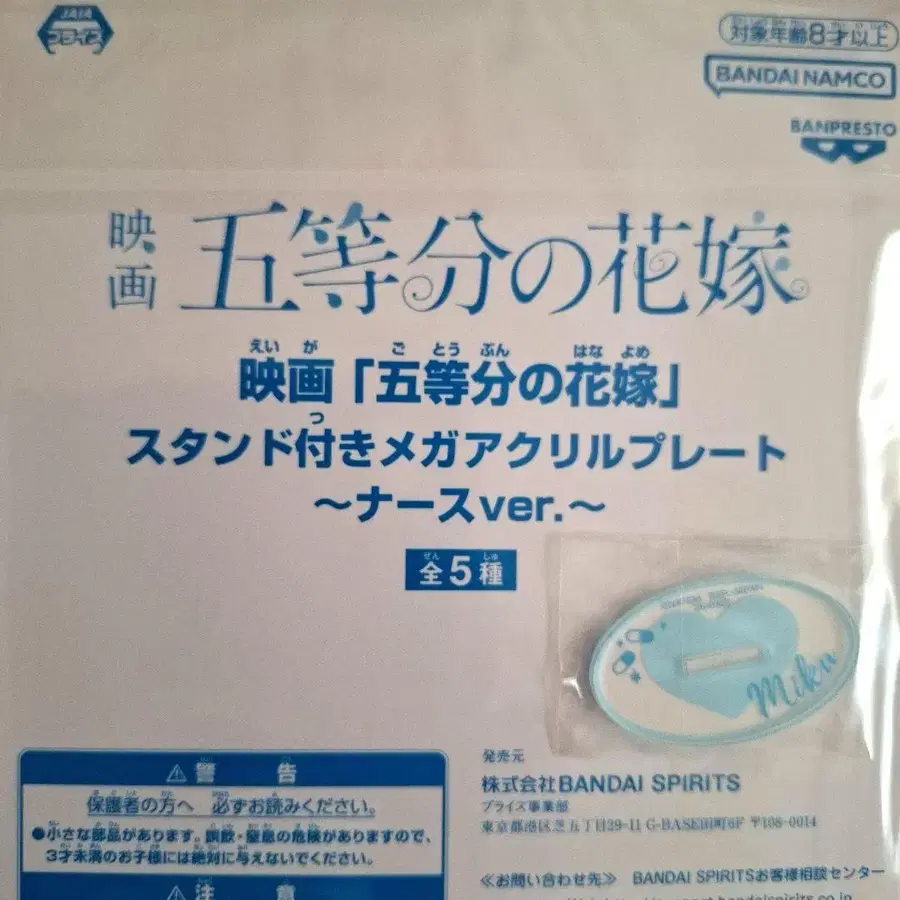 JAIA
プライズ
対象年齢8才以上
BANDAI NAMCO
BANPRESTO
映画 五等分の花嫁
えい が ご とう ぶん はな よめ
映画「五等分の花嫁」
つ
スタンド付きメガアクリルプレート
〜ナースver.〜
ぜん しゅ
全5種
Miku
⚠警告
保護者の方へ 必ずお読みください。
●小さな部品があります。誤飲・窒息の危険がありますので、
3才未満のお子様には絶対に与えないでください。
⚠注意
発売元
株式会社BANDAI SPIRITS
プライズ事業部
東京都港区芝五丁目29-11 G-BASE田町6F 〒108-0014
≪お問い合わせ先≫ BANDAI SPIRITSお客様相談センター